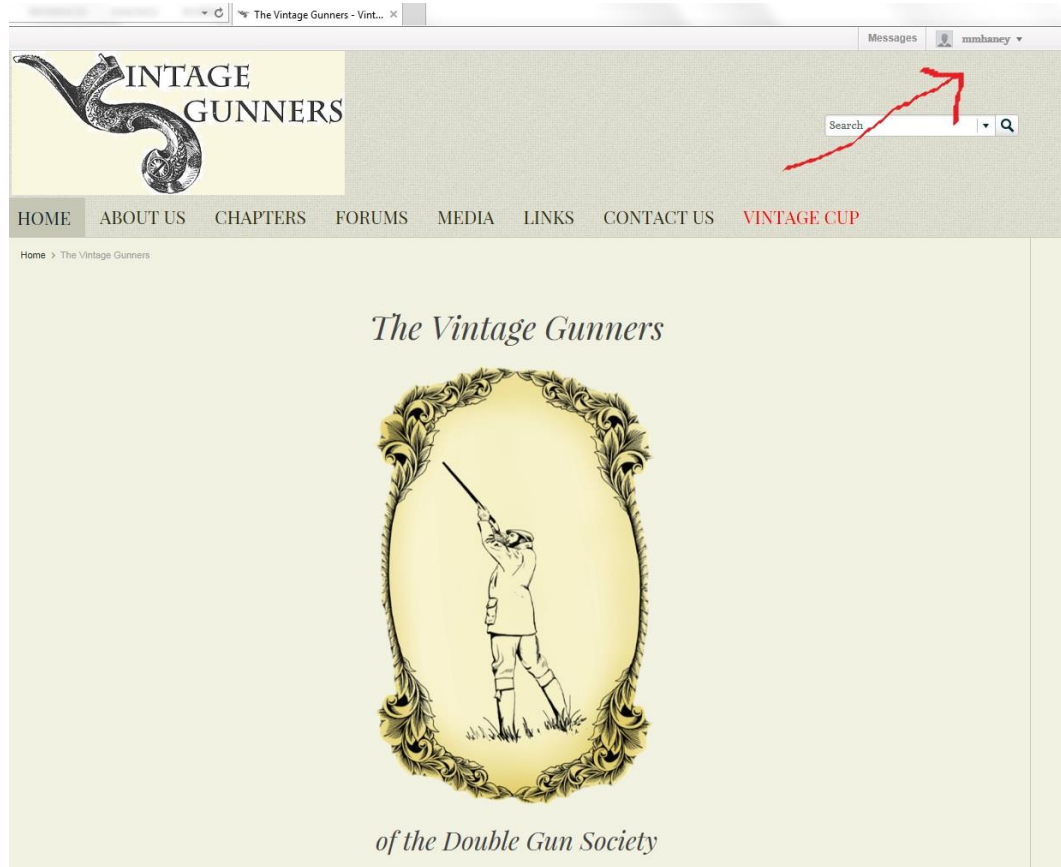 The Vintage Gunners - Vint...
Messages mmhaney
VINTAGE
GUNNERS
Search
HOME ABOUT US CHAPTERS FORUMS MEDIA LINKS CONTACT US VINTAGE CUP
Home > The Vintage Gunners
The Vintage Gunners
of the Double Gun Society